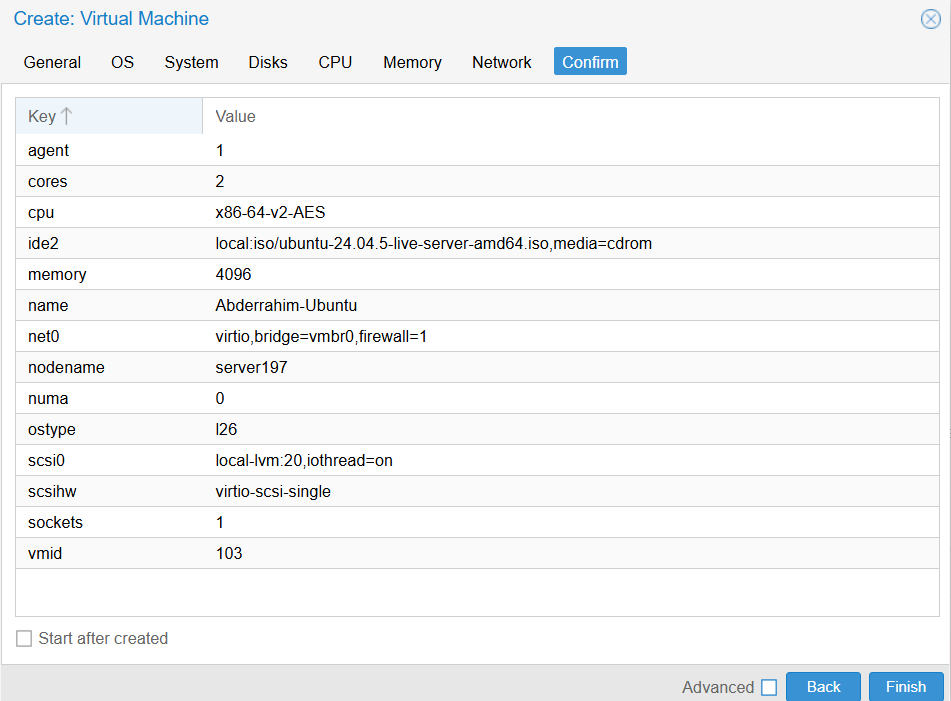 Create: Virtual Machine
General OS System Disks CPU Memory Network Confirm
Key Value
agent 1
cores 2
cpu x86-64-v2-AES
ide2 local:iso/ubuntu-24.04.5-live-server-amd64.iso,media=cdrom
memory 4096
name Abderrahim-Ubuntu
net0 virtio,bridge=vmbr0,firewall=1
nodename server197
numa 0
ostype l26
scsi0 local-lvm:20,iothread=on
scsihw virtio-scsi-single
sockets 1
vmid 103
Start after created
Advanced Back Finish